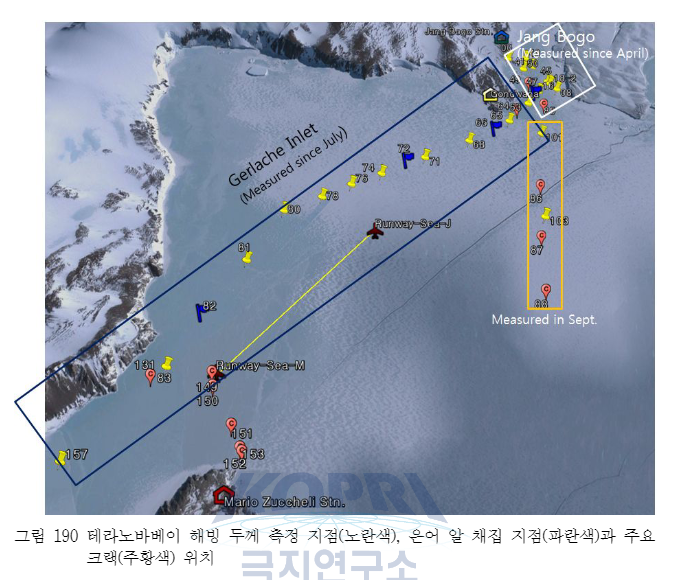 Jang Bogo Stn.
Jang Bogo
(Measured since April)
Gondwana
Gerlache Inlet
(Measured since July)
66
65
63
72
71
74
76
78
80
Runway-Sea-J
81
82
96
103
87
88
Measured in Sept.
131
83
Runway-Sea-M
149
150
151
153
152
157
Mario Zuccheli Stn.
KOPRI
그림 190 테라노바베이 해빙 두께 측정 지점(노란색), 은어 알 채집 지점(파란색)과 주요
크랙(주황색) 위치
극지연구소